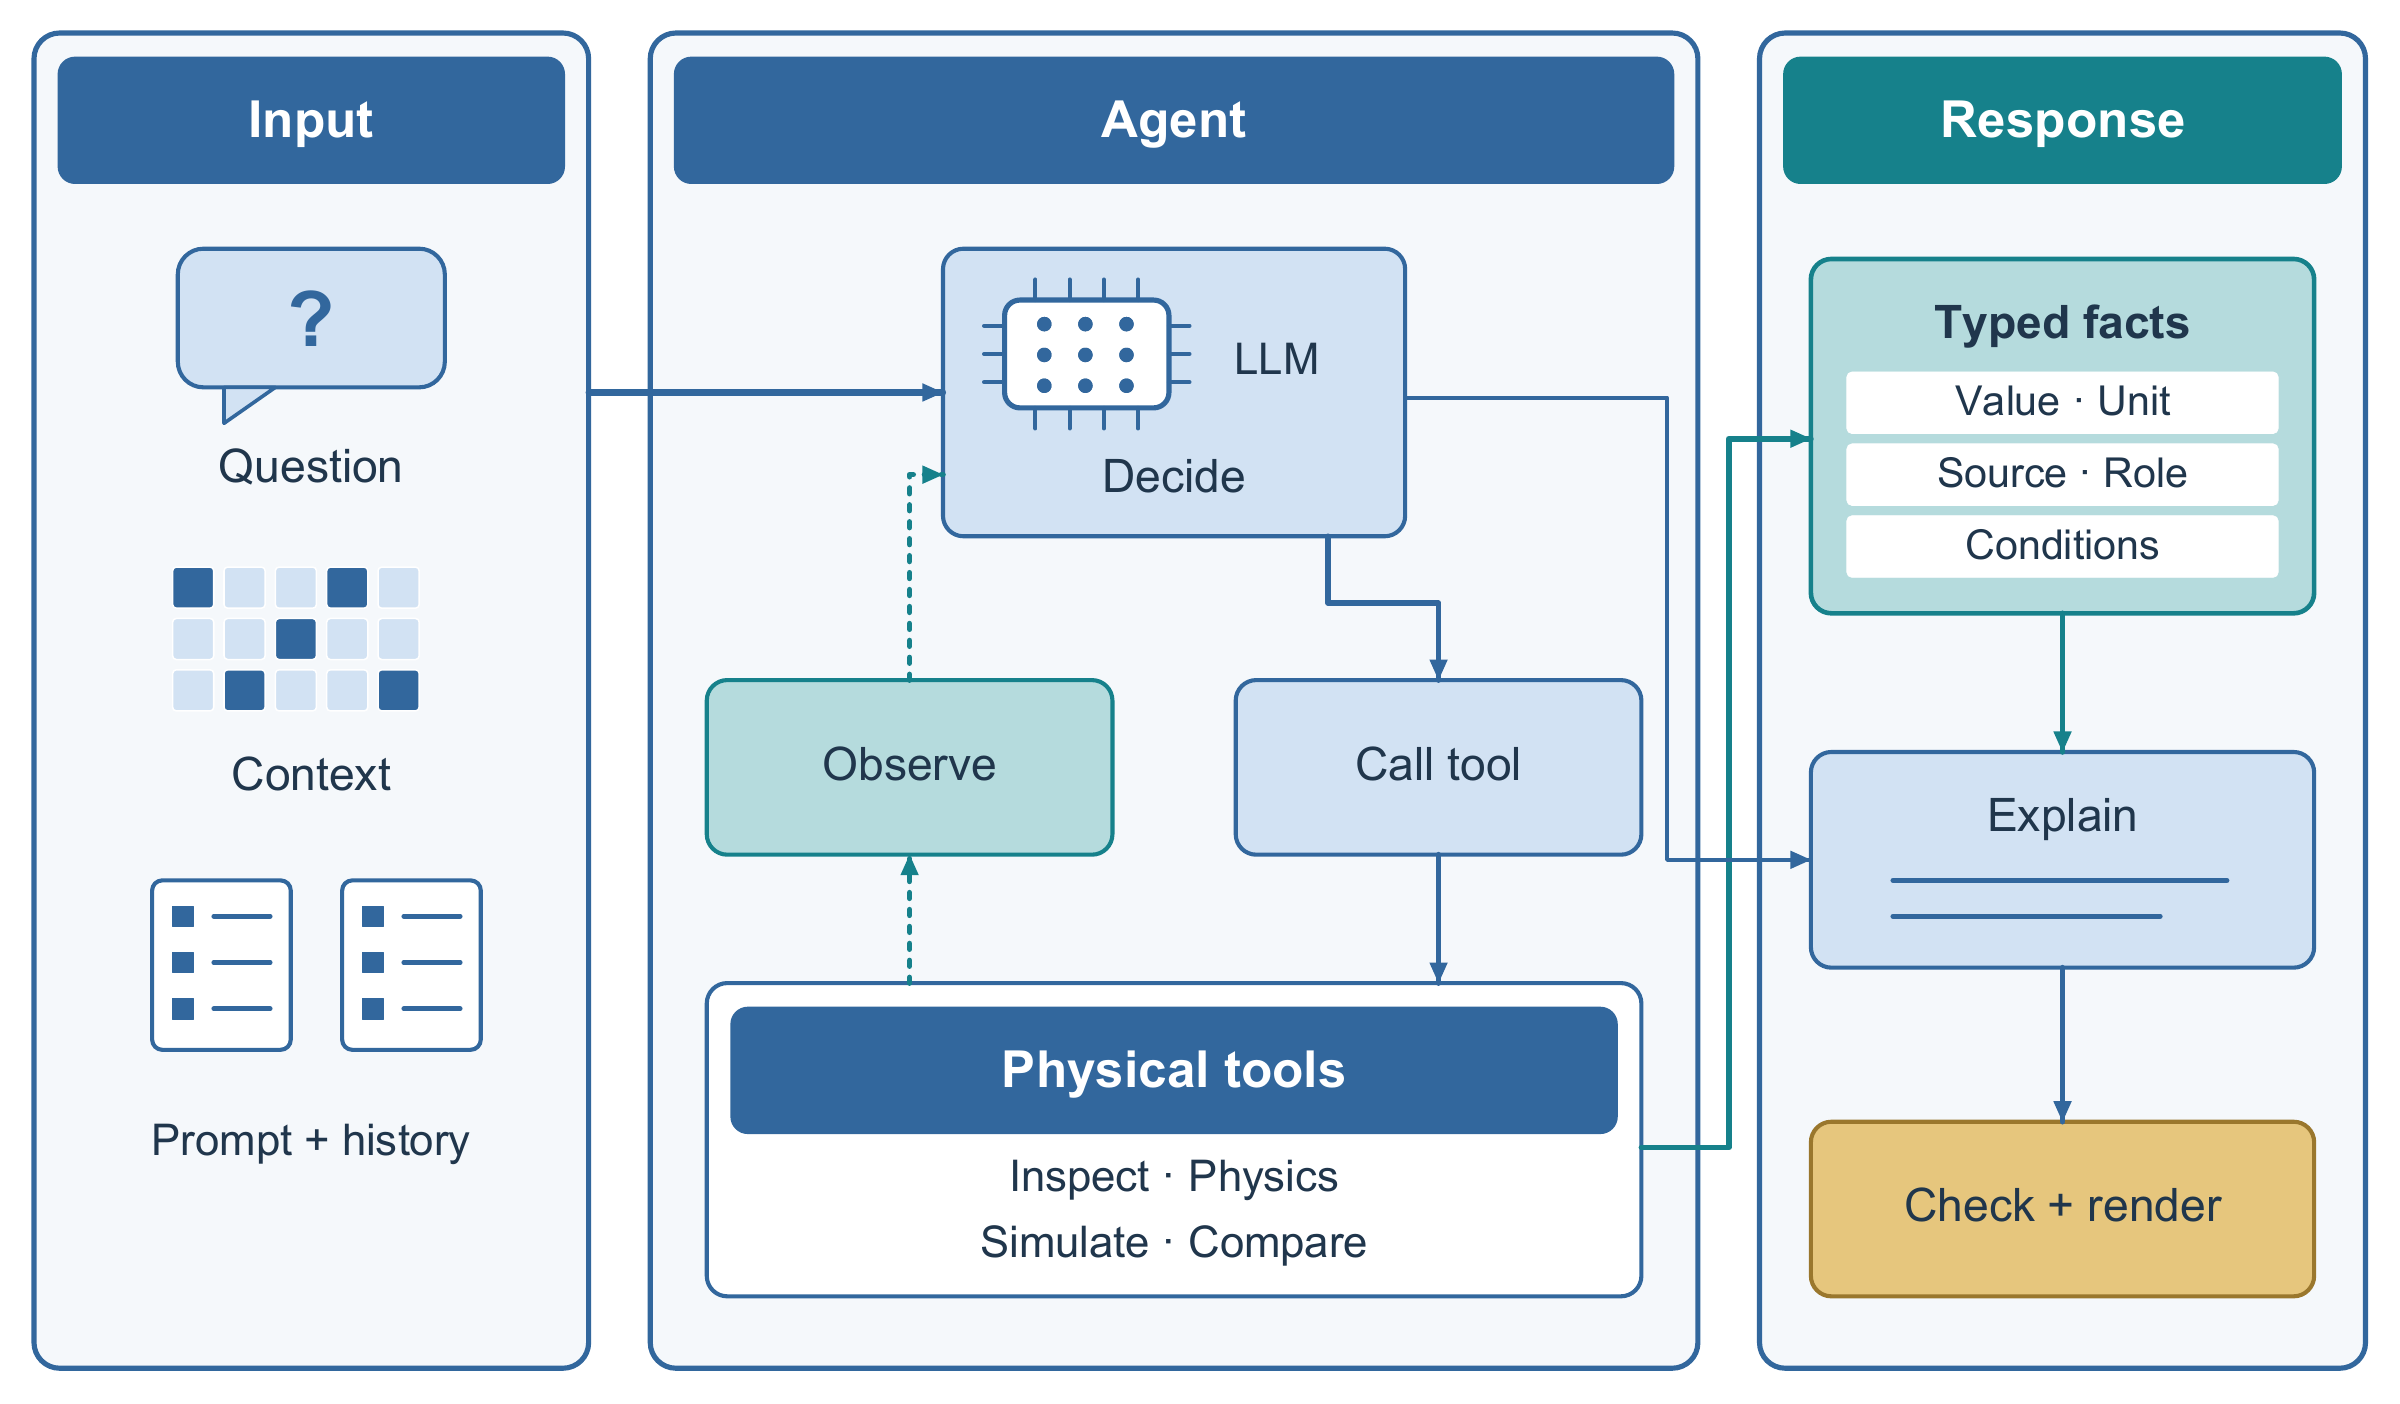 Input
?
Question
Context
Prompt + history
Agent
LLM
Decide
Observe
Call tool
Physical tools
Inspect · Physics
Simulate · Compare
Response
Typed facts
Value · Unit
Source · Role
Conditions
Explain
Check + render